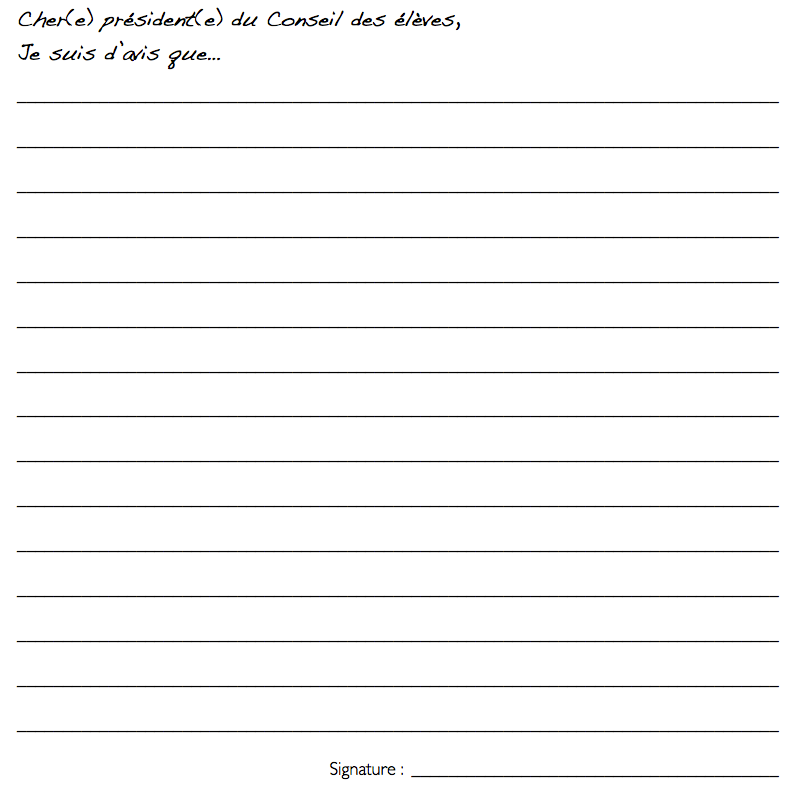 Cher(e) président(e) du Conseil des élèves,
Je suis d'avis que...
Signature :